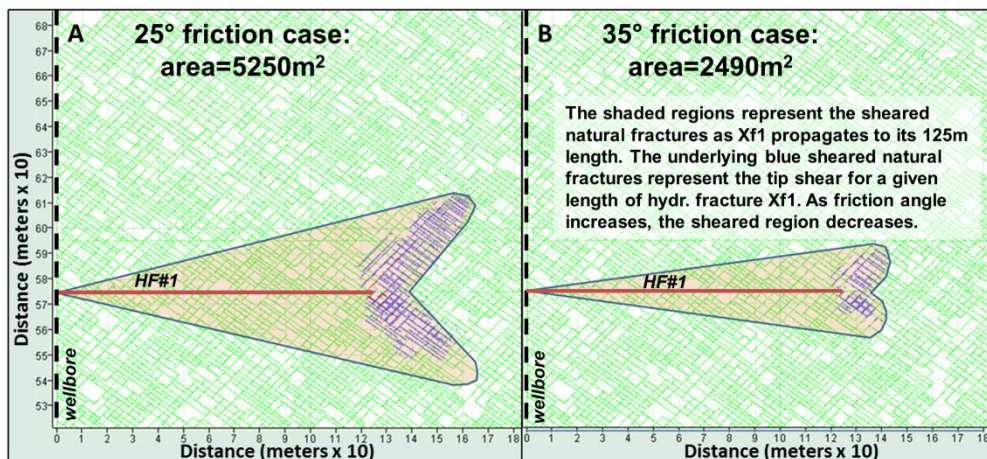 A
25° friction case:
area=5250m²
B
35° friction case:
area=2490m²
The shaded regions represent the sheared
natural fractures as Xf1 propagates to its 125m
length. The underlying blue sheared natural
fractures represent the tip shear for a given
length of hydr. fracture Xf1. As friction angle
increases, the sheared region decreases.
Distance (meters x 10)
68
67
66
65
64
63
62
61
60
59
58
57
56
55
54
53
HF#1
wellbore
0 1 2 3 4 5 6 7 8 9 10 11 12 13 14 15 16 17 18
Distance (meters x 10)
HF#1
wellbore
0 1 2 3 4 5 6 7 8 9 10 11 12 13 14 15 16 17 18
Distance (meters x 10)